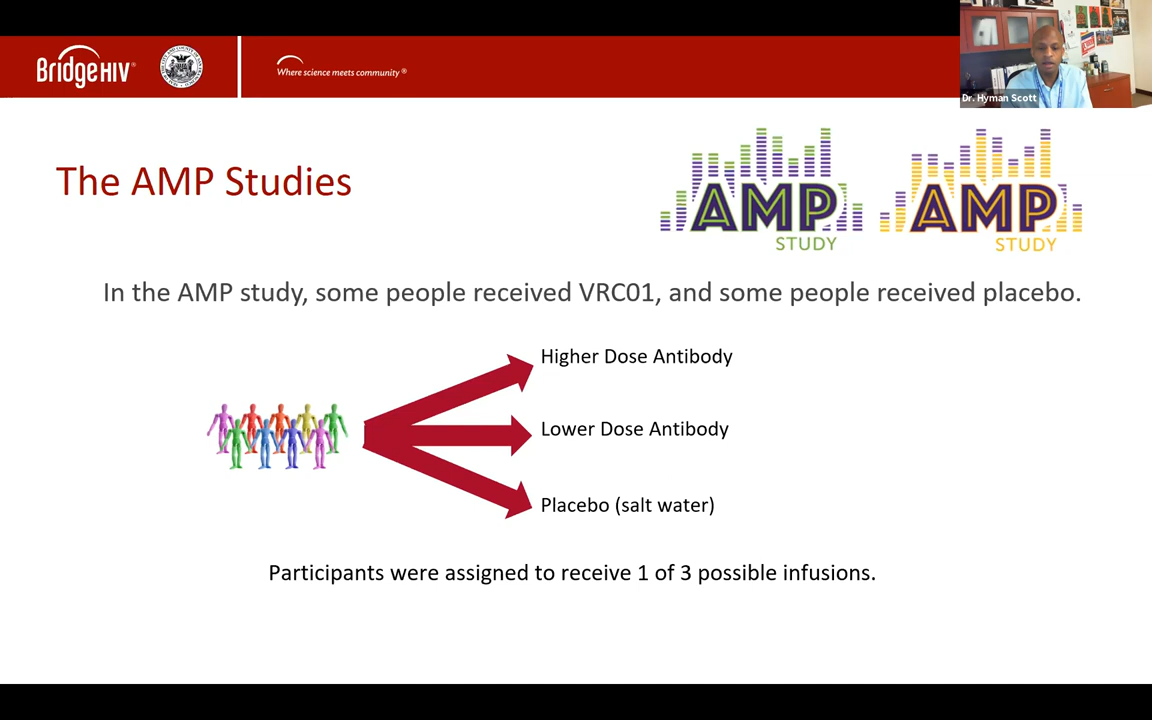 BridgeHIV®
Where science meets community®
Dr. Hyman Scott
The AMP Studies
AMP
STUDY
AMP
STUDY
In the AMP study, some people received VRC01, and some people received placebo.
Higher Dose Antibody
Lower Dose Antibody
Placebo (salt water)
Participants were assigned to receive 1 of 3 possible infusions.